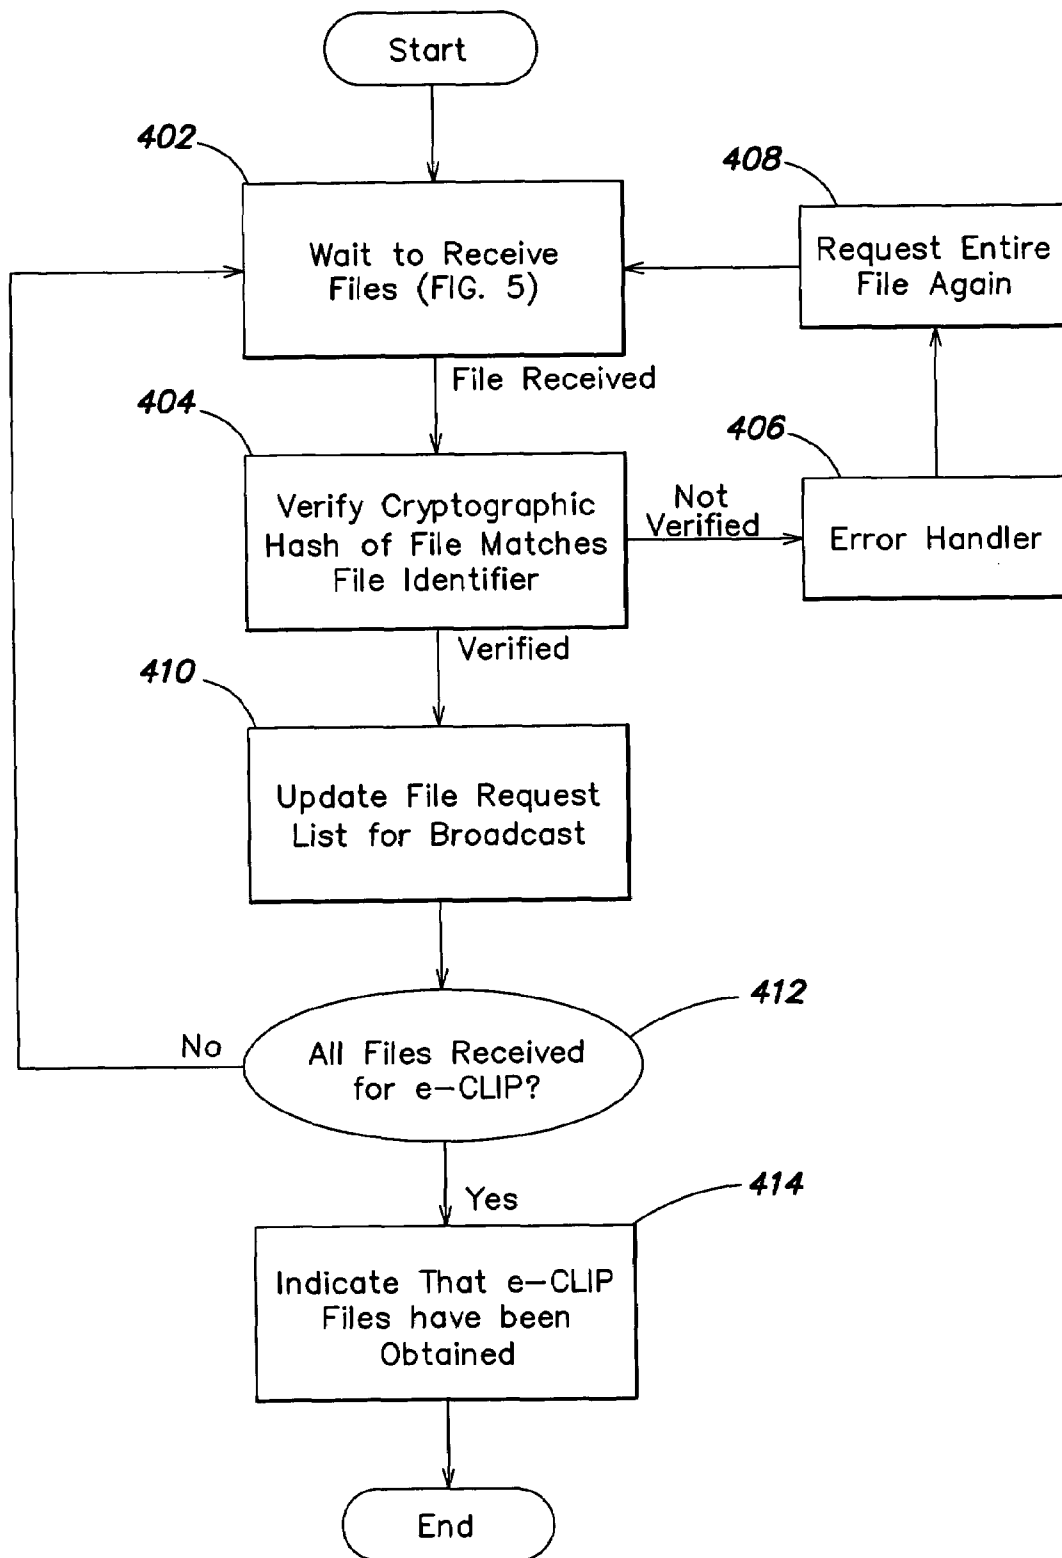 Start
402
Wait to Receive
Files (FIG. 5)
408
Request Entire
File Again
File Received
404
Verify Cryptographic
Hash of File Matches
File Identifier
Not
Verified
406
Error Handler
Verified
410
Update File Request
List for Broadcast
412
All Files Received
for e-CLIP?
No
Yes
414
Indicate That e-CLIP
Files have been
Obtained
End